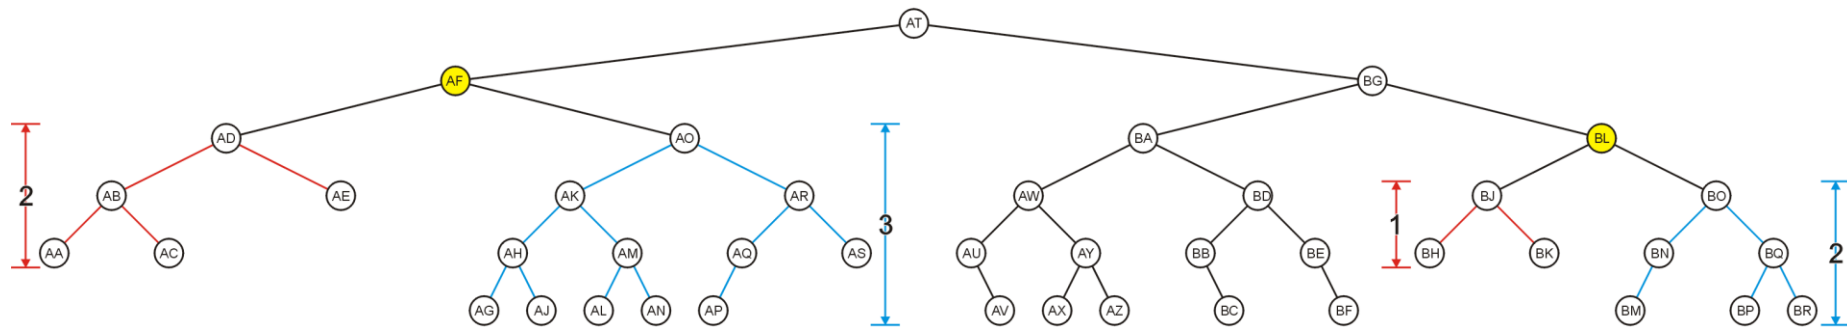 AT
AF BG
AD AO BA BL
2 AB AE AK AR 3 AW BD 1 BJ BO
AA AC AH AM AQ AS AU AY BB BE BH BK BN BQ 2
AG AJ AL AN AP AV AX AZ BC BF BM BP BR